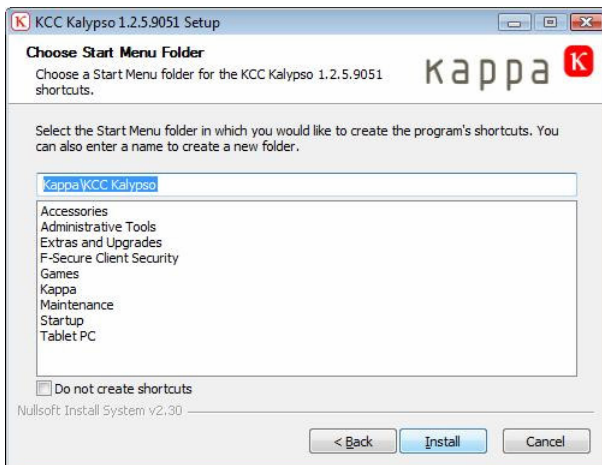 K KCC Kalypso 1.2.5.9051 Setup
Choose Start Menu Folder
Choose a Start Menu folder for the KCC Kalypso 1.2.5.9051
shortcuts.
kappa K
Select the Start Menu folder in which you would like to create the program's shortcuts. You
can also enter a name to create a new folder.
Kappa\KCC Kalypso
Accessories
Administrative Tools
Extras and Upgrades
F-Secure Client Security
Games
Kappa
Maintenance
Startup
Tablet PC
Do not create shortcuts
Nullsoft Install System v2.30
< Back Install Cancel